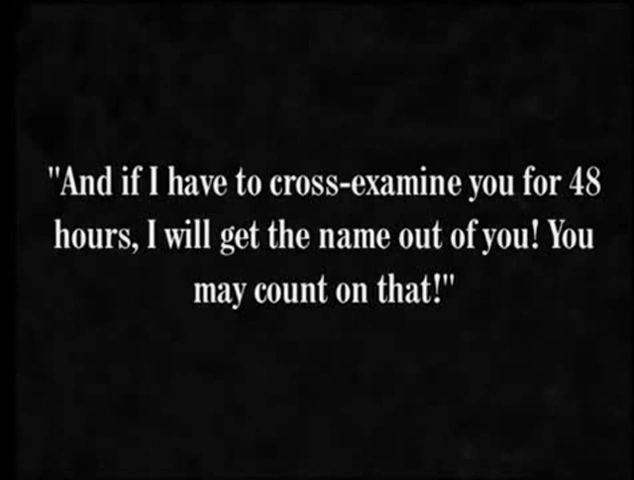 "And if I have to cross-examine you for 48
hours, I will get the name out of you! You
may count on that!"